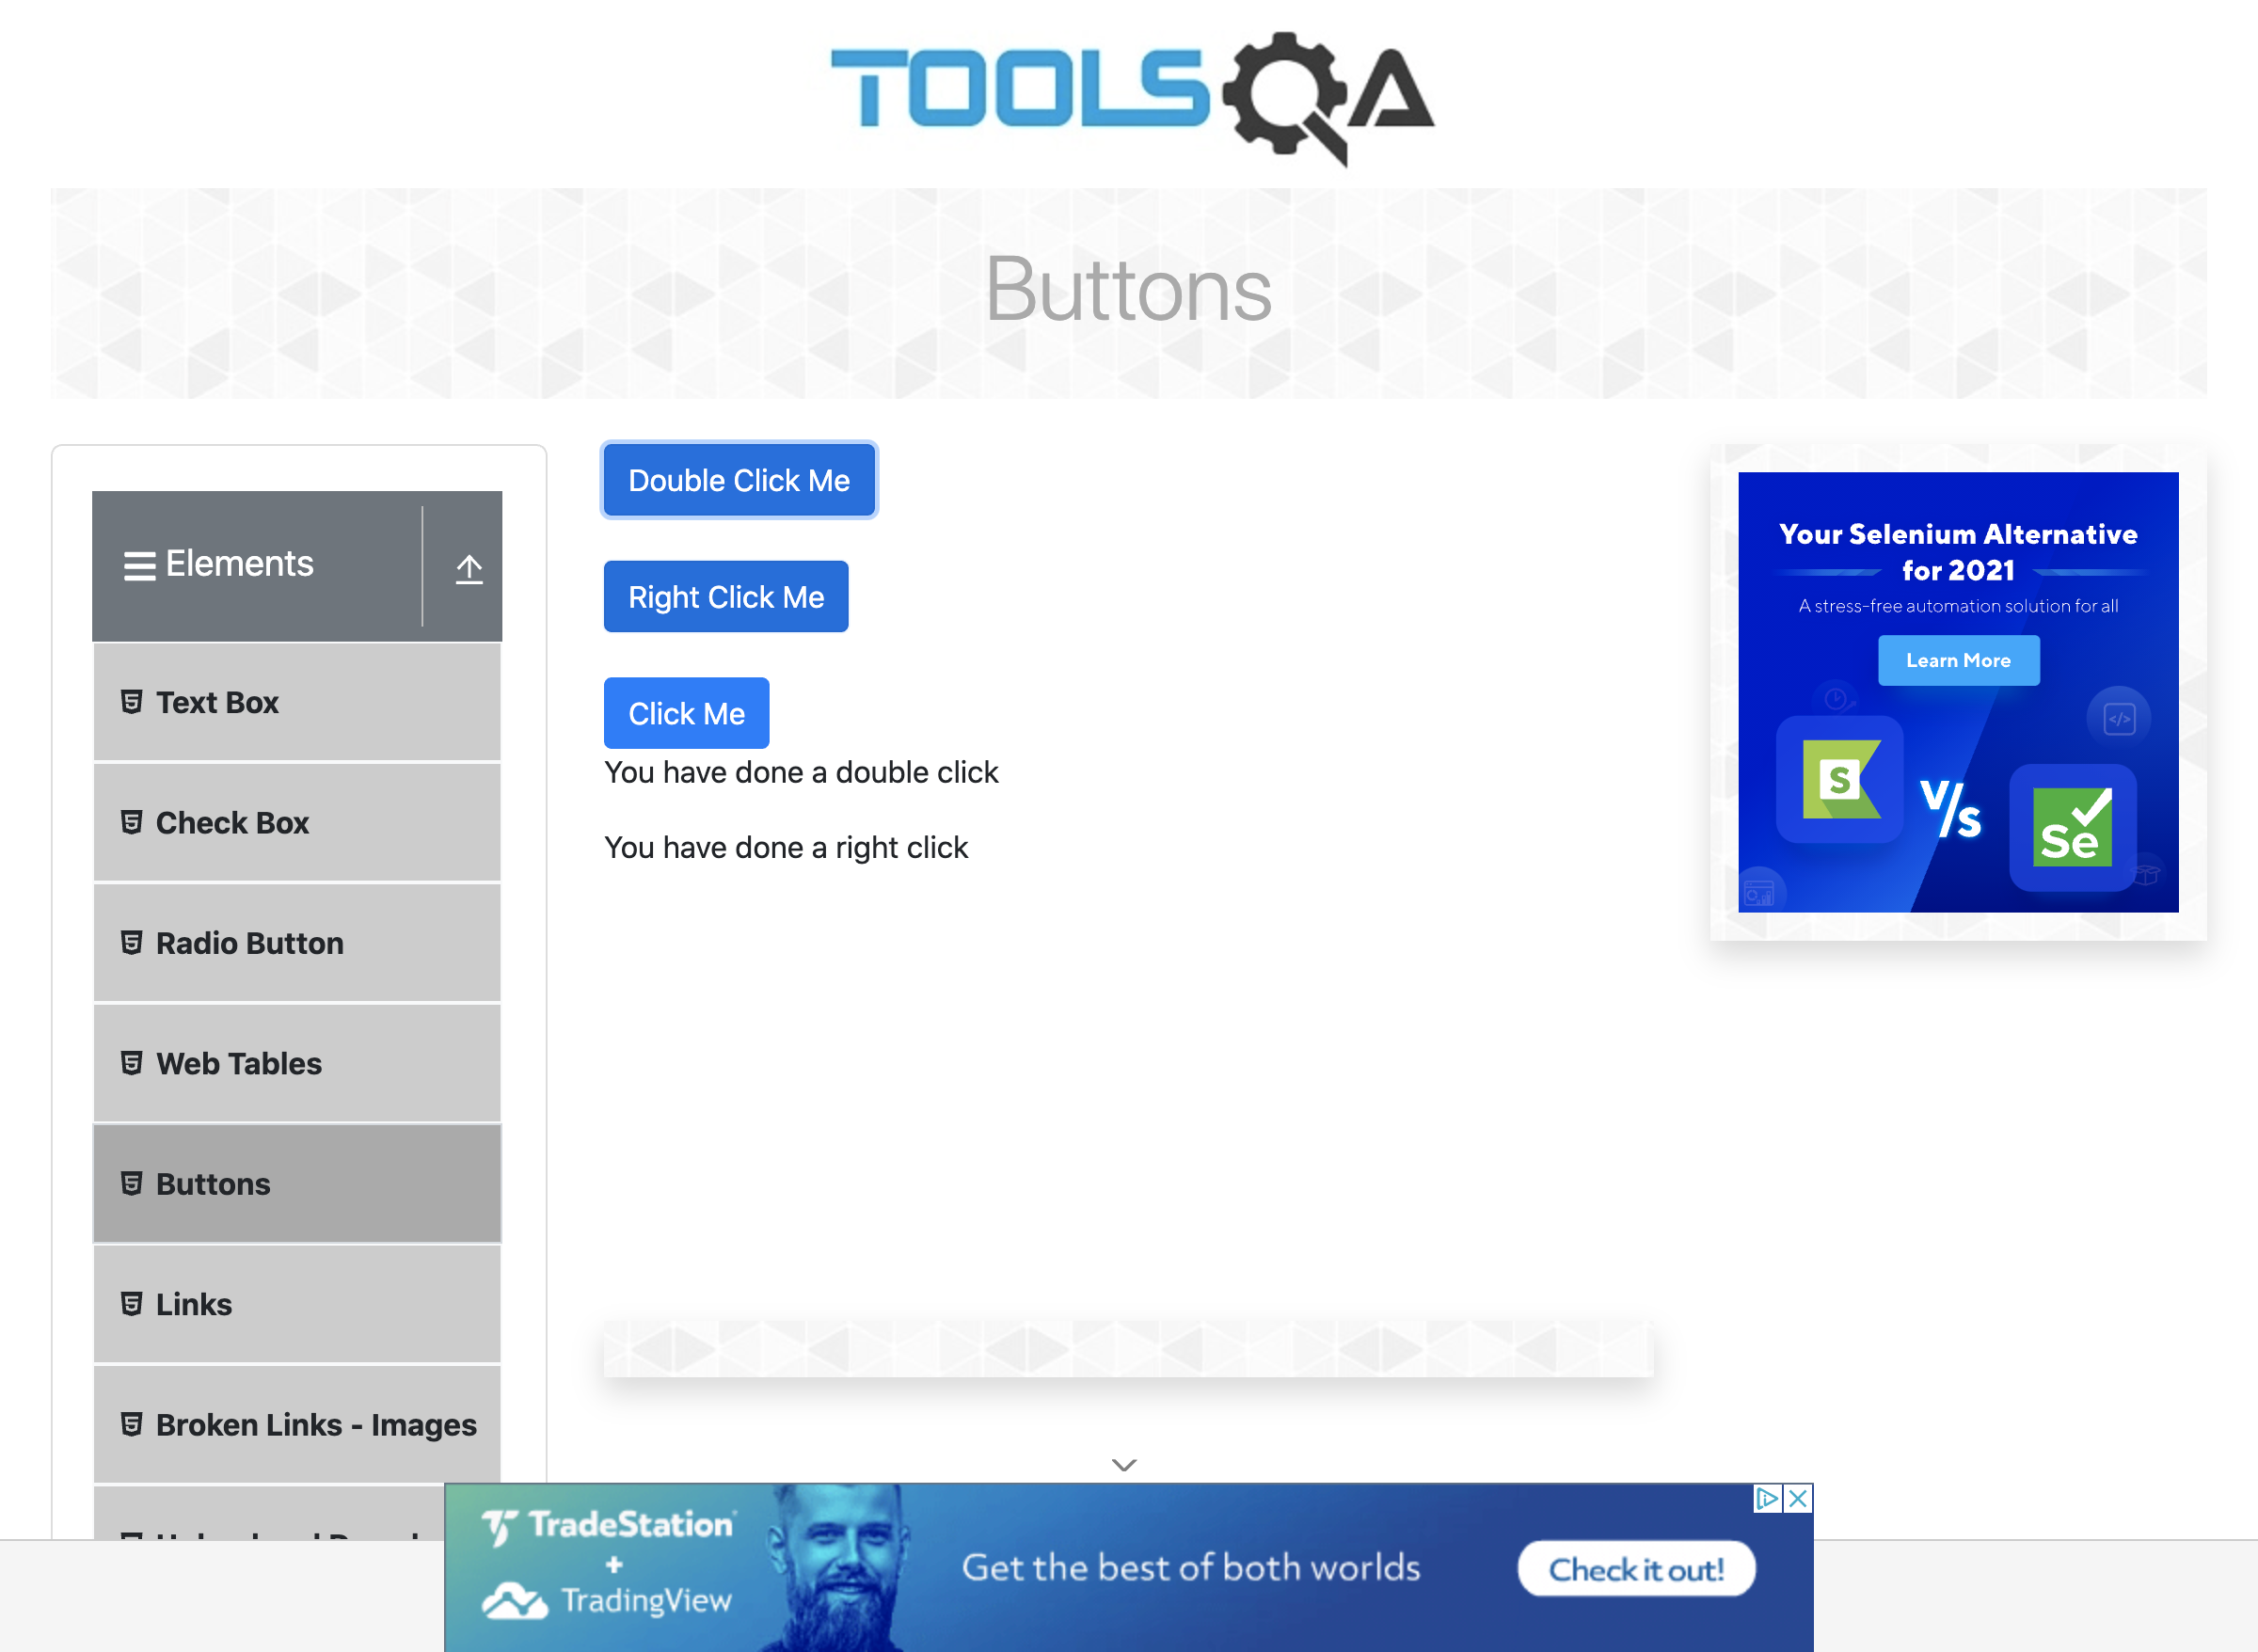 TOOLSQA
Buttons
Elements
Text Box
Check Box
Radio Button
Web Tables
Buttons
Links
Broken Links - Images
Double Click Me
Right Click Me
Click Me
You have done a double click
You have done a right click
Your Selenium Alternative
for 2021
A stress-free automation solution for all
Learn More
S
V/s
Se
TradeStation
+
TradingView
Get the best of both worlds
Check it out!